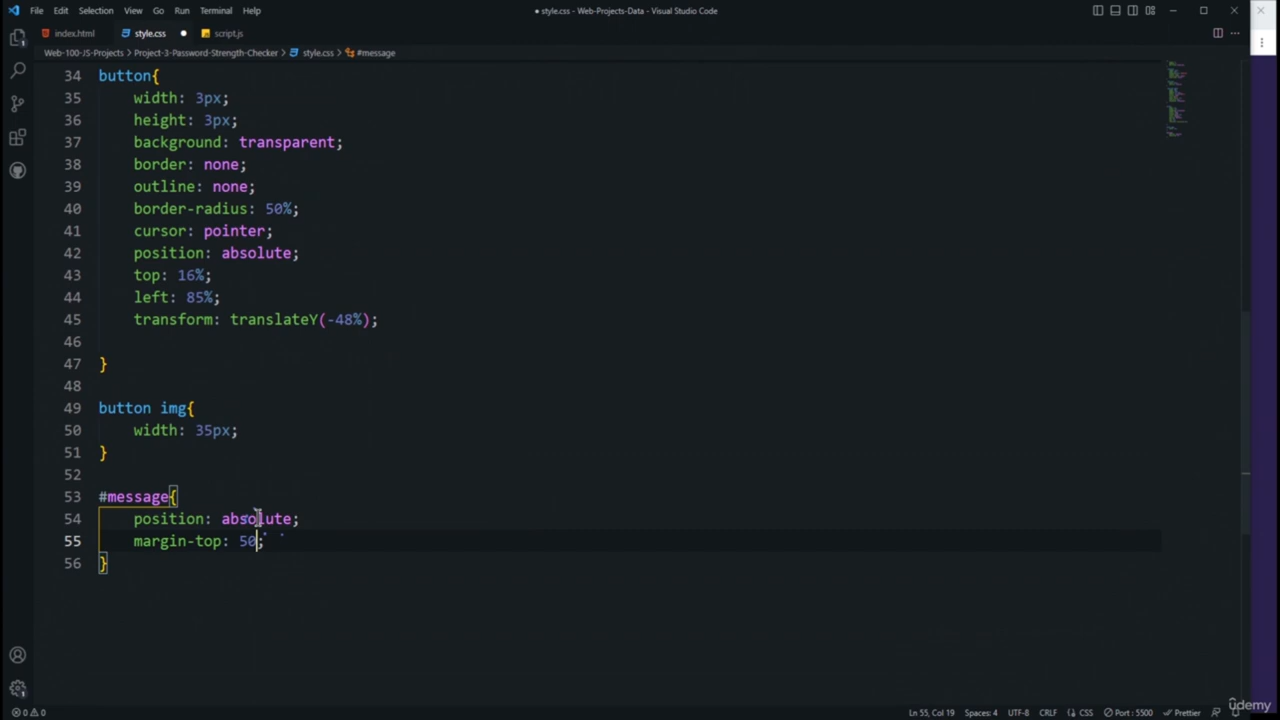 File Edit Selection View Go Run Terminal Help
● style.css - Web-Projects-Data - Visual Studio Code
index.html style.css ● script.js
Web-100-JS-Projects > Project-3-Password-Strength-Checker > style.css > #message
34 button{
35 width: 3px;
36 height: 3px;
37 background: transparent;
38 border: none;
39 outline: none;
40 border-radius: 50%;
41 cursor: pointer;
42 position: absolute;
43 top: 16%;
44 left: 85%;
45 transform: translateY(-48%);
46
47 }
48
49 button img{
50 width: 35px;
51 }
52
53 #message{
54 position: absolute;
55 margin-top: 50;
56 }
0 0 Ln 55, Col 19 Spaces: 4 UTF-8 CRLF CSS Port : 5500 Prettier
udemy